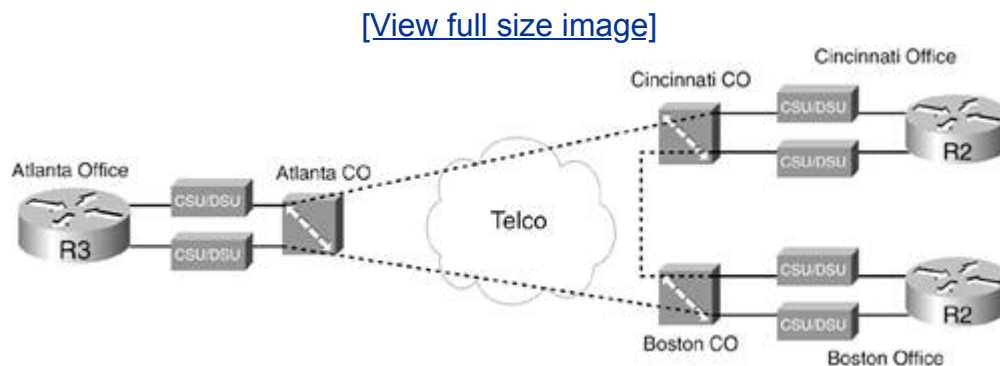 [View full size image]
Cincinnati Office
Cincinnati CO
CSU/DSU
R2
CSU/DSU
Atlanta Office
Atlanta CO
CSU/DSU
R3
CSU/DSU
Telco
CSU/DSU
R2
CSU/DSU
Boston CO
Boston Office